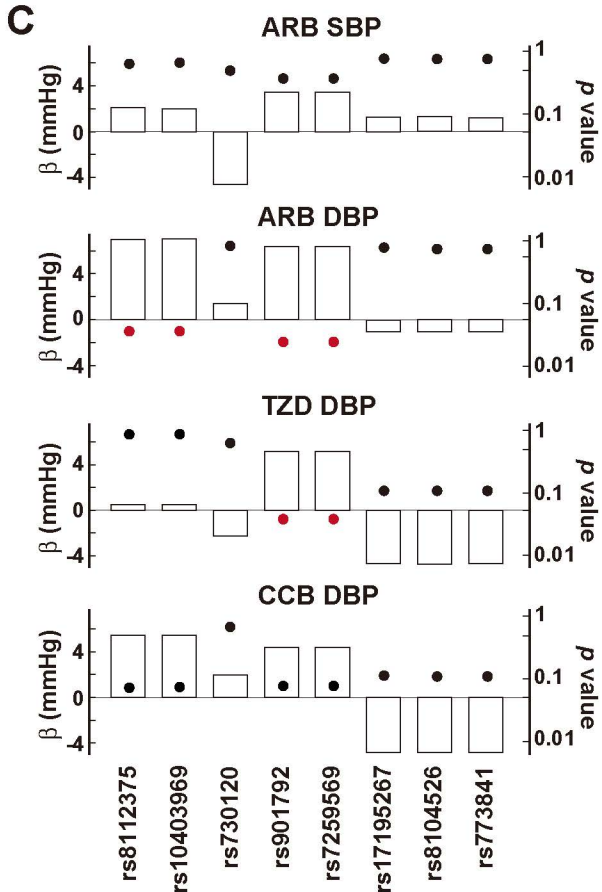 C
ARB SBP
β (mmHg)
4
0
-4
1
0.1
0.01
p value
ARB DBP
β (mmHg)
4
0
-4
1
0.1
0.01
p value
TZD DBP
β (mmHg)
4
0
-4
1
0.1
0.01
p value
CCB DBP
β (mmHg)
4
0
-4
1
0.1
0.01
p value
rs8112375
rs10403969
rs730120
rs901792
rs7259569
rs17195267
rs8104526
rs773841